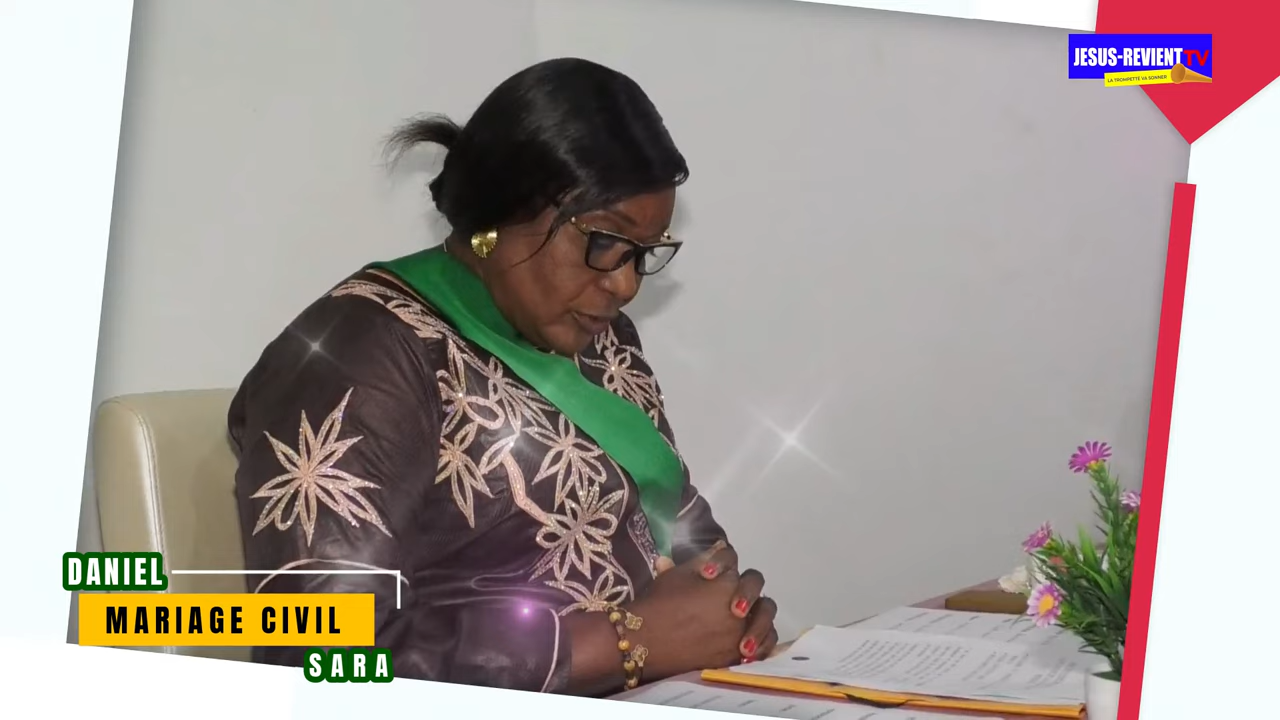 JESUS-REVIENT TV
LA TROMPETTE VA SONNER
DANIEL
MARIAGE CIVIL
SARA